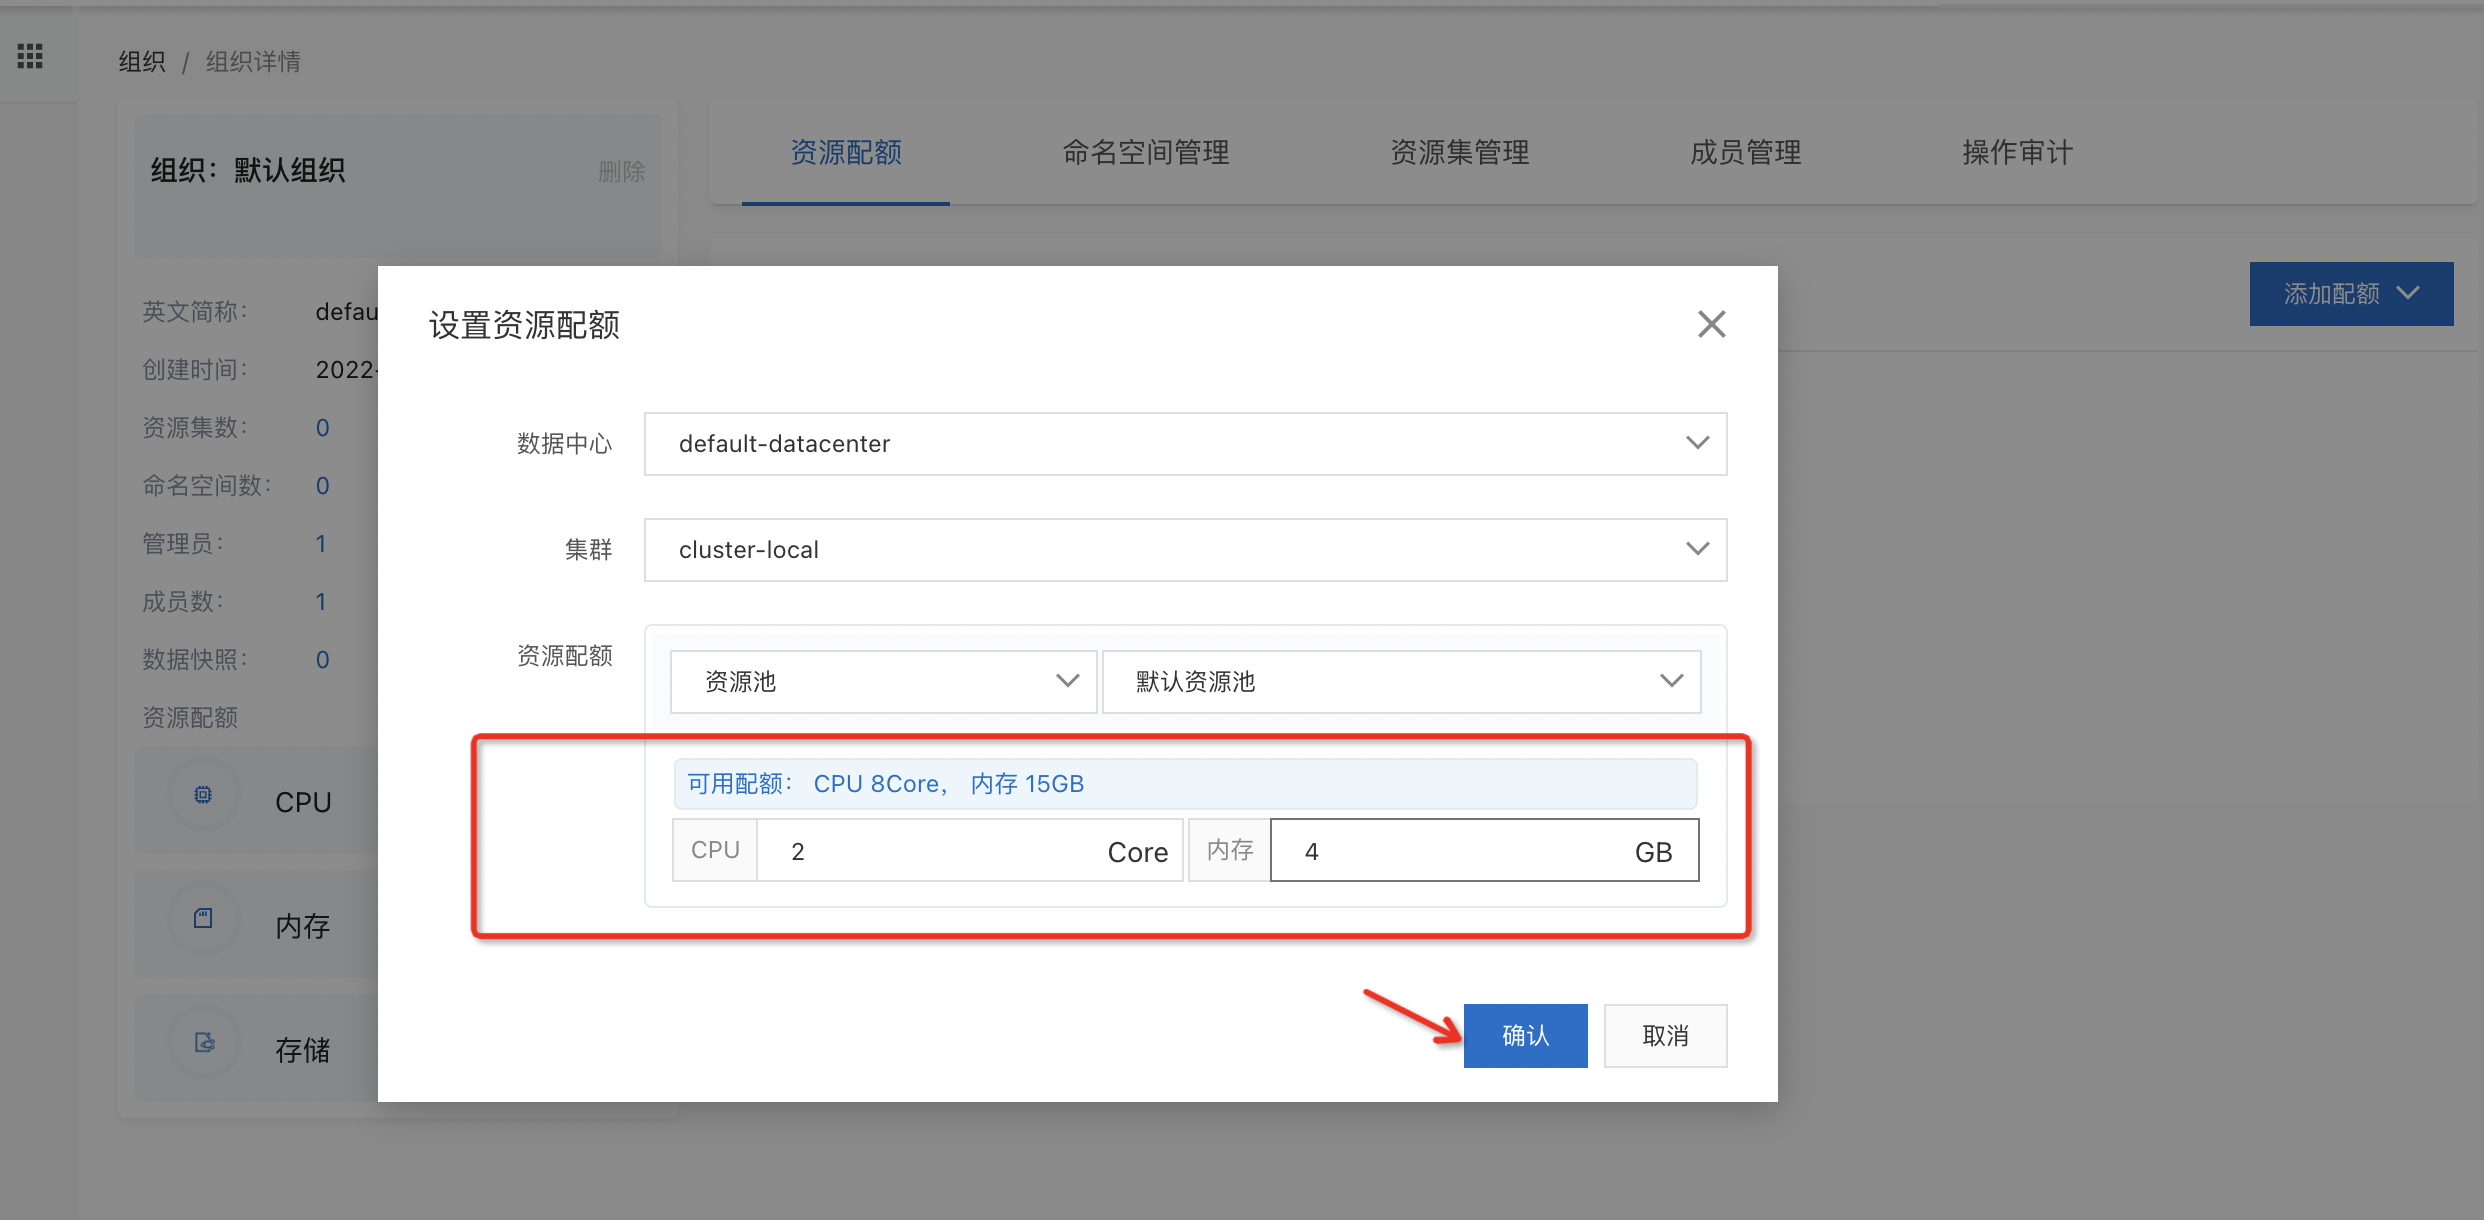 组织 / 组织详情
组织：默认组织
删除
资源配额
命名空间管理
资源集管理
成员管理
操作审计
添加配额
英文简称：
defau
创建时间：
2022-
资源集数：
0
命名空间数：
0
管理员：
1
成员数：
1
数据快照：
0
资源配额
CPU
内存
存储
设置资源配额
数据中心
default-datacenter
集群
cluster-local
资源配额
资源池
默认资源池
可用配额： CPU 8Core， 内存 15GB
CPU 2 Core 内存 4 GB
确认
取消